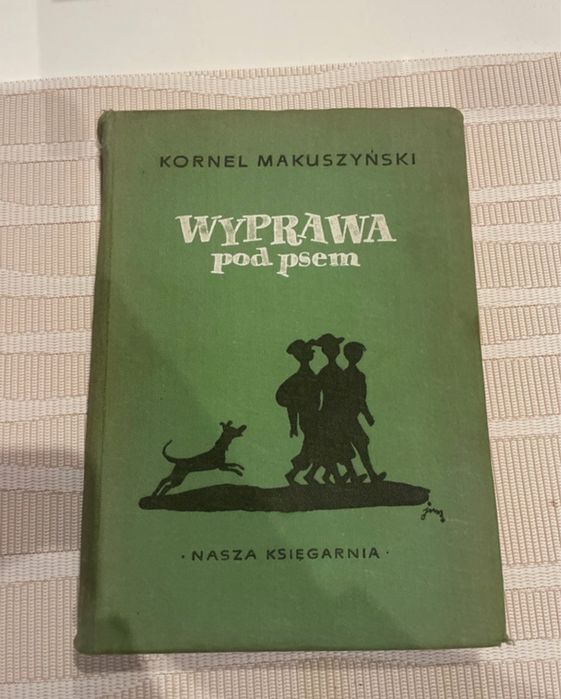 KORNEL MAKUSZYŃSKI
WYPRAWA
pod psem
· NASZA KSIĘGARNIA ·